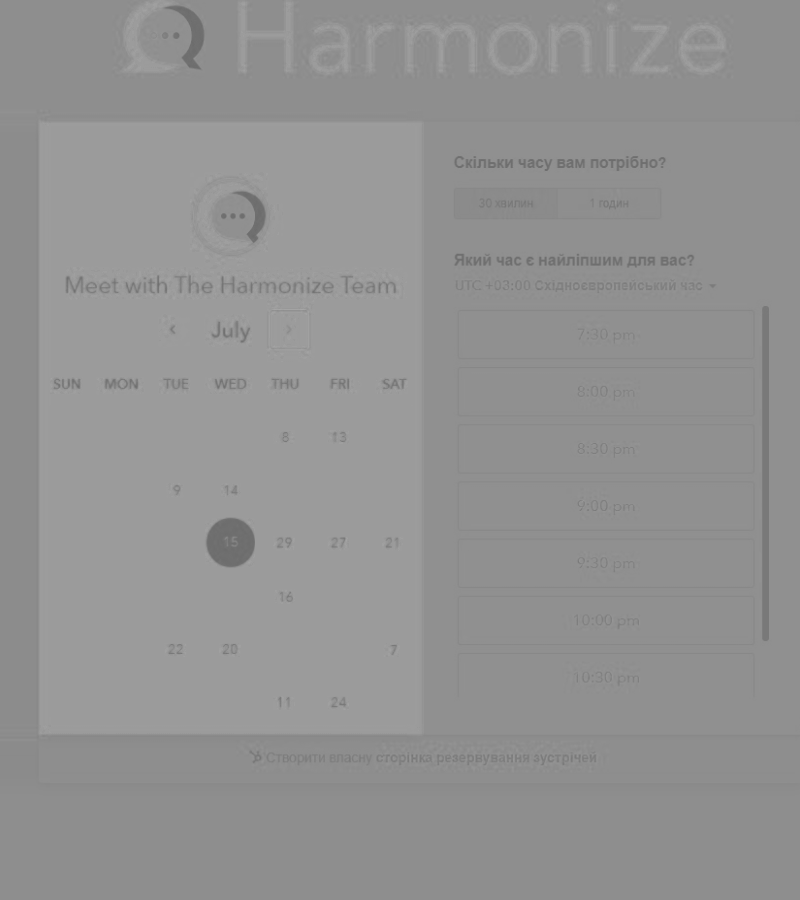 Harmonize
Meet with The Harmonize Team
July
SUN MON TUE WED THU FRI SAT
8 13
9 14
15 29 27 21
16
22 20 7
11 24
Скільки часу вам потрібно?
30 хвилин 1 годин
Який час є найліпшим для вас?
UTC +03:00 Східноєвропейський час
7:30 pm
8:00 pm
8:30 pm
9:00 pm
9:30 pm
10:00 pm
10:30 pm
Створити власну сторінка резервування зустрічей